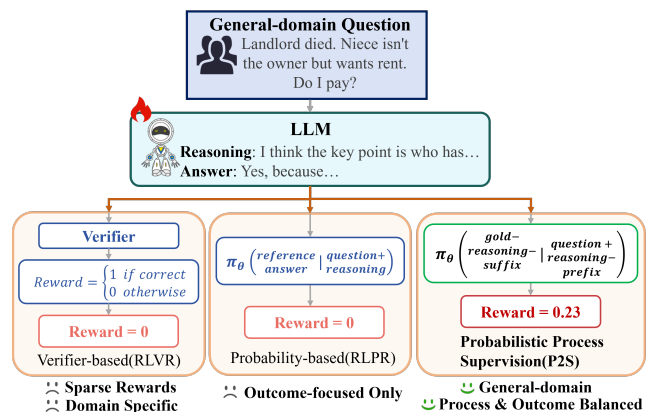 General-domain Question
Landlord died. Niece isn't
the owner but wants rent.
Do I pay?
LLM
Reasoning: I think the key point is who has…
Answer: Yes, because…
Verifier
Reward = {1 if correct
0 otherwise
Reward = 0
Verifier-based(RLVR)
Sparse Rewards
Domain Specific
π_θ (reference answer | question+ reasoning)
Reward = 0
Probability-based(RLPR)
Outcome-focused Only
π_θ (gold- reasoning- suffix | question + reasoning- prefix)
Reward = 0.23
Probabilistic Process
Supervision(P2S)
General-domain
Process & Outcome Balanced